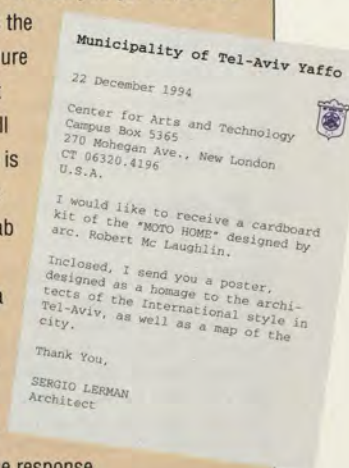 the
ure
ll
is
ab
a
Municipality of Tel-Aviv Yaffo
22 December 1994
Center for Arts and Technology
Campus Box 5365
270 Mohegan Ave., New London
CT 06320.4196
U.S.A.
I would like to receive a cardboard
kit of the "MOTO HOME" designed by
arc. Robert Mc Laughlin.
Inclosed, I send you a poster,
designed as a homage to the archi-
tects of the International style in
Tel-Aviv, as well as a map of the
city.
Thank You,
SERGIO LERMAN
Architect
e response